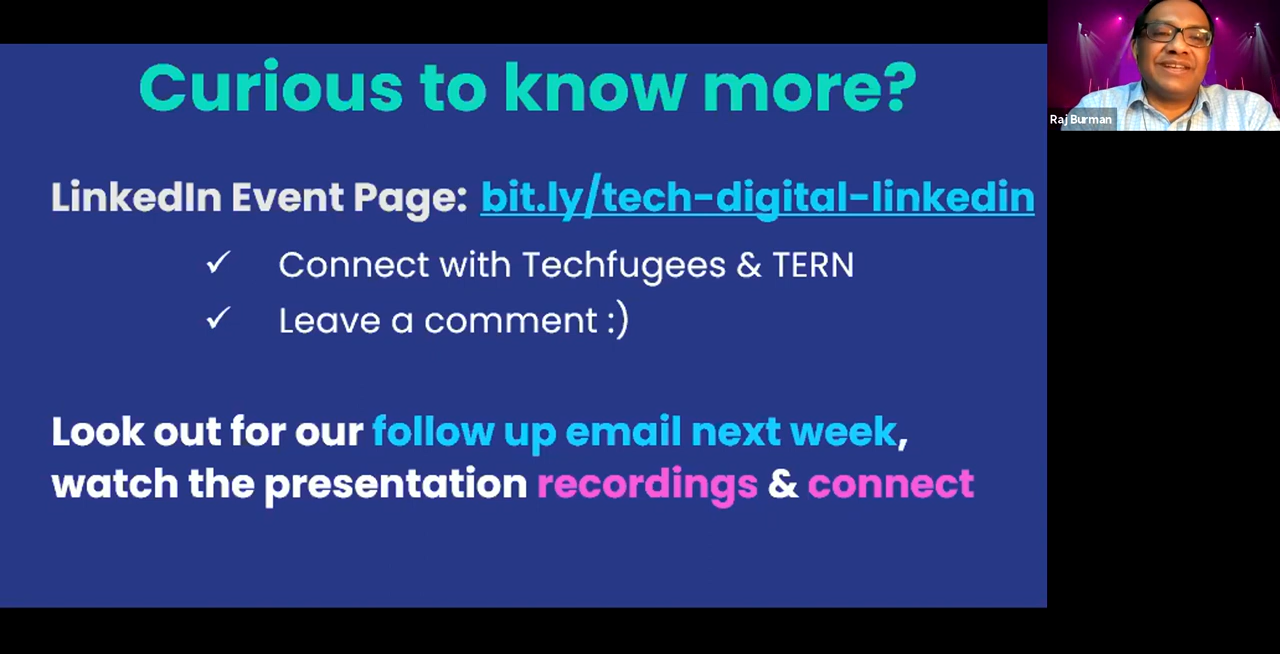 Curious to know more?
LinkedIn Event Page: bit.ly/tech-digital-linkedin
✓ Connect with Techfugees & TERN
✓ Leave a comment :)
Look out for our follow up email next week,
watch the presentation recordings & connect
Raj Burman